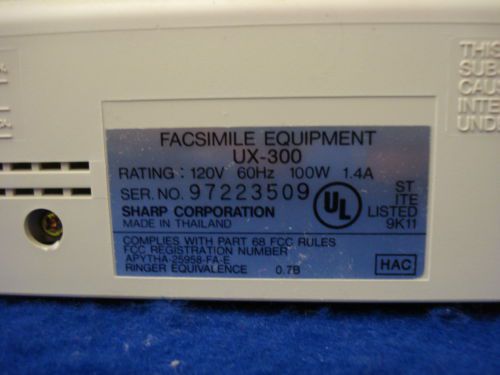 FACSIMILE EQUIPMENT
UX-300
RATING : 120V 60Hz 100W 1.4A
SER. NO. 97223509
SHARP CORPORATION
MADE IN THAILAND
UL
ST
ITE
LISTED
9K11
COMPLIES WITH PART 68 FCC RULES
FCC REGISTRATION NUMBER
APYTHA-25958-FA-E
RINGER EQUIVALENCE 0.7B
HAC
THIS
SUB
CAUS
INTE
UND